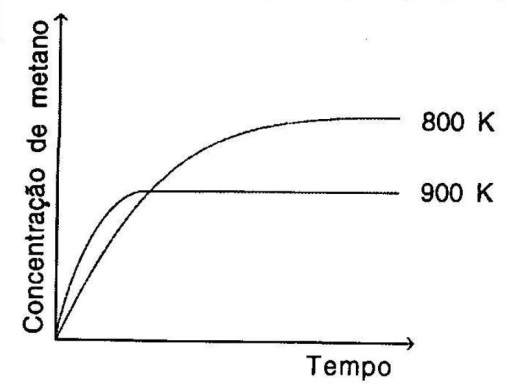 Concentração de metano
800 K
900 K
Tempo